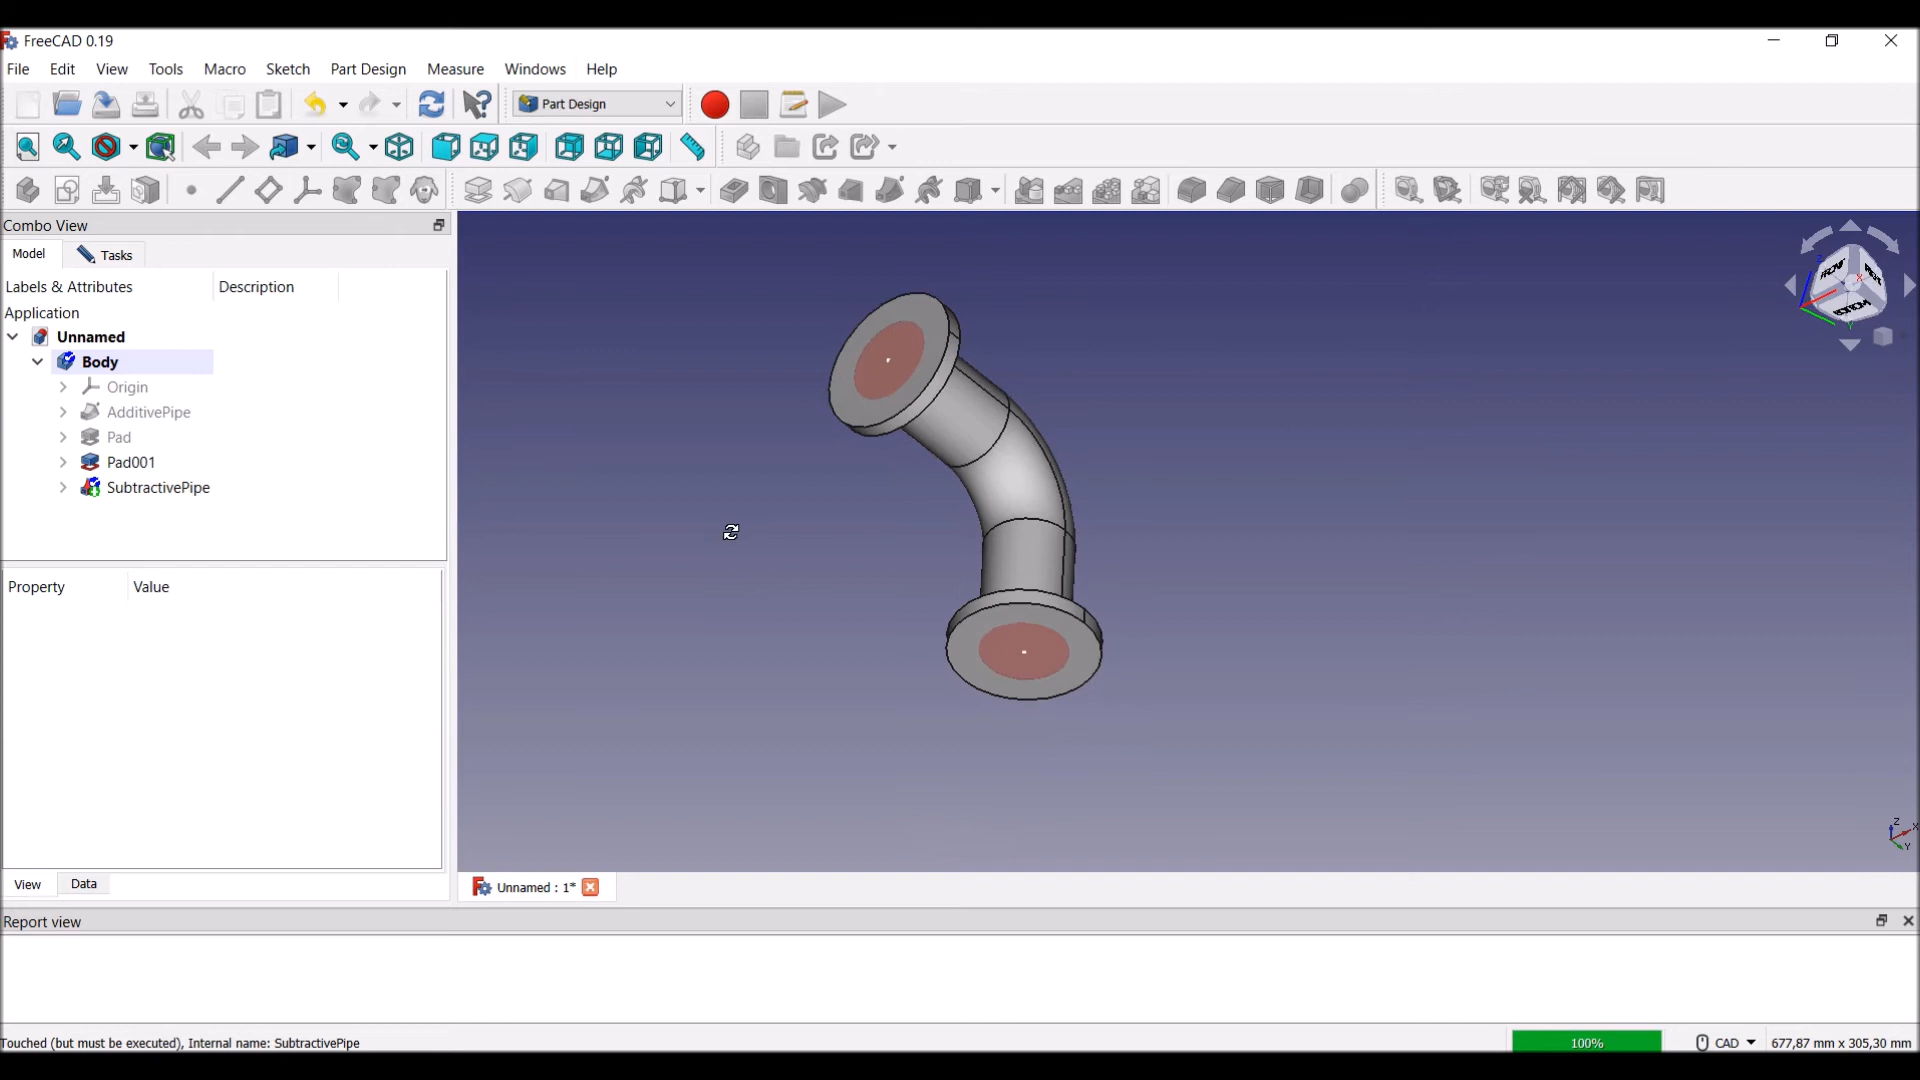 FreeCAD 0.19
File Edit View Tools Macro Sketch Part Design Measure Windows Help
Part Design
Combo View
Model Tasks
Labels & Attributes Description
Application
Unnamed
Body
Origin
AdditivePipe
Pad
Pad001
SubtractivePipe
Property Value
View Data
FRONT
BOTTOM
Z
X
Y
Z
X
Y
Unnamed : 1*
Report view
Touched (but must be executed), Internal name: SubtractivePipe
100%
CAD
677,87 mm x 305,30 mm